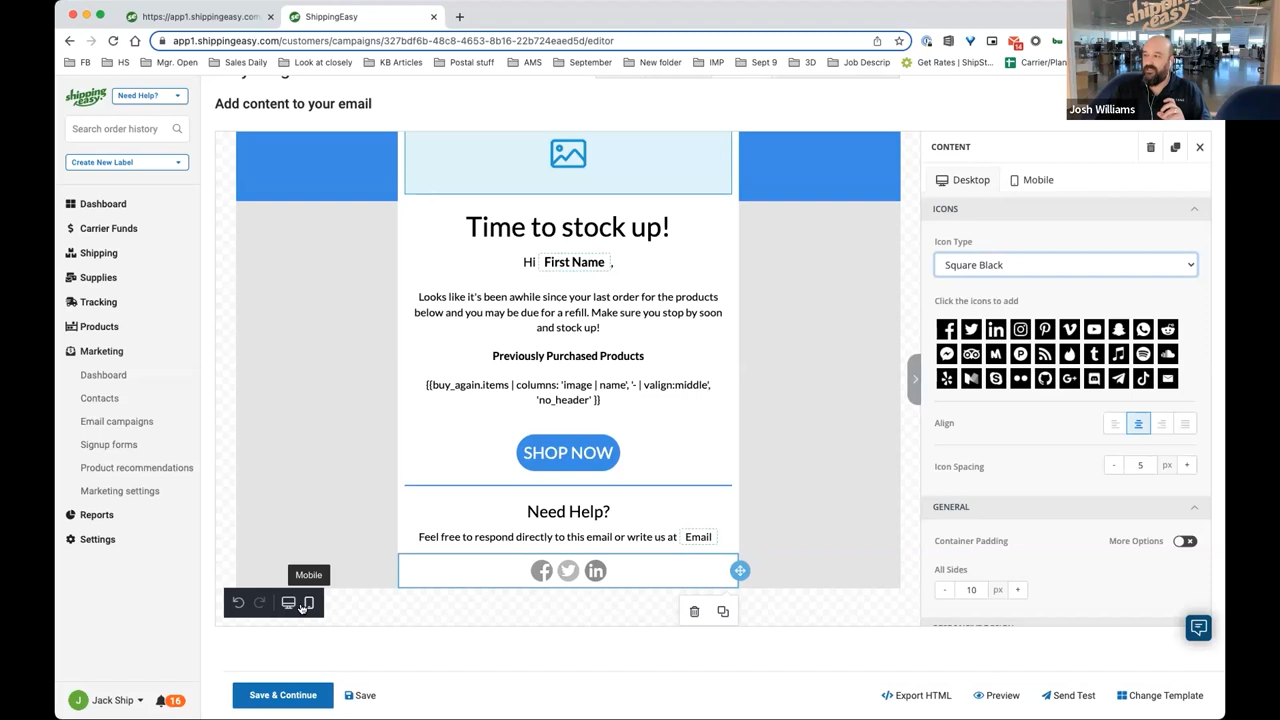 https://app1.shippingeasy.com
ShippingEasy
app1.shippingeasy.com/customers/campaigns/327bdf6b-48c8-4653-8b16-22b724eaed5d/editor
14
FB
HS
Mgr. Open
Sales Daily
Look at closely
KB Articles
Postal stuff
AMS
September
New folder
IMP
Sept 9
3D
Job Descrip
Get Rates | ShipSt...
Carrier/Plan
shipping
easy
Josh Williams
shipping
easy
Need Help?
Search order history
Create New Label
Dashboard
Carrier Funds
Shipping
Supplies
Tracking
Products
Marketing
Dashboard
Contacts
Email campaigns
Signup forms
Product recommendations
Marketing settings
Reports
Settings
J
Jack Ship
16
Add content to your email
Time to stock up!
Hi First Name ,
Looks like it's been awhile since your last order for the products
below and you may be due for a refill. Make sure you stop by soon
and stock up!
Previously Purchased Products
{{buy_again.items | columns: 'image | name', '- | valign:middle',
'no_header' }}
SHOP NOW
Need Help?
Feel free to respond directly to this email or write us at Email
Mobile
CONTENT
Desktop
Mobile
ICONS
Icon Type
Square Black
Click the icons to add
Align
Icon Spacing
- 5 px +
GENERAL
Container Padding
More Options
All Sides
- 10 px +
Save & Continue
Save
Export HTML
Preview
Send Test
Change Template